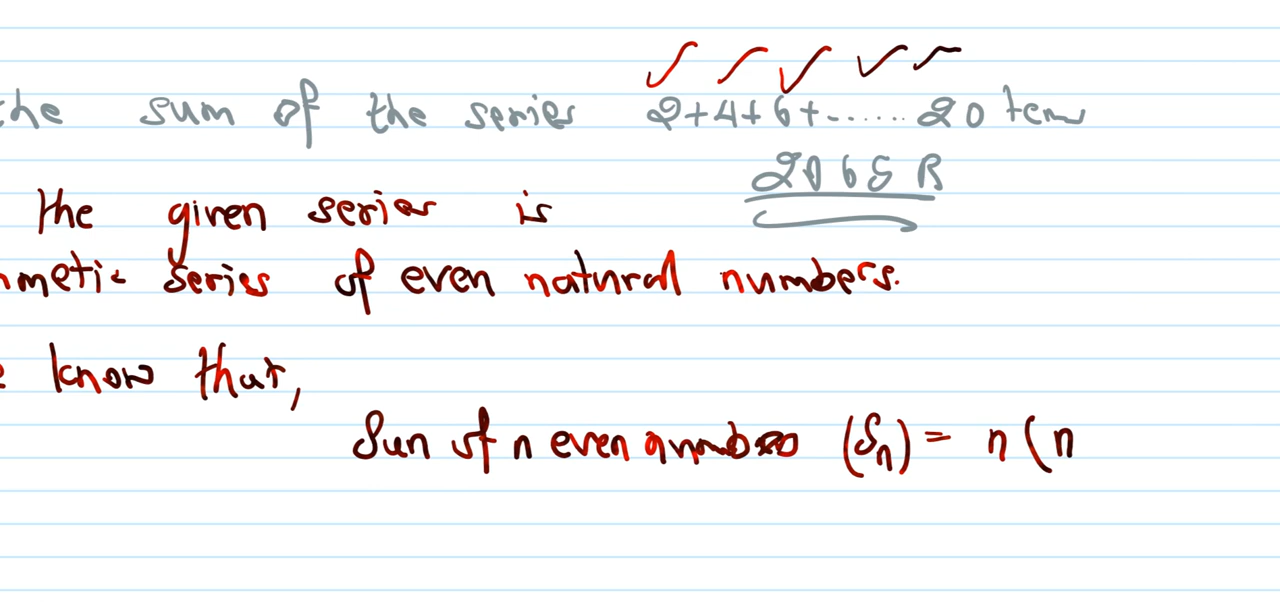 he sum of the series 2+4+6+...... 20 term
2065 B
the given series is
metic series of even natural numbers.
e know that,
Sum of n even numbers (Sn) = n (n